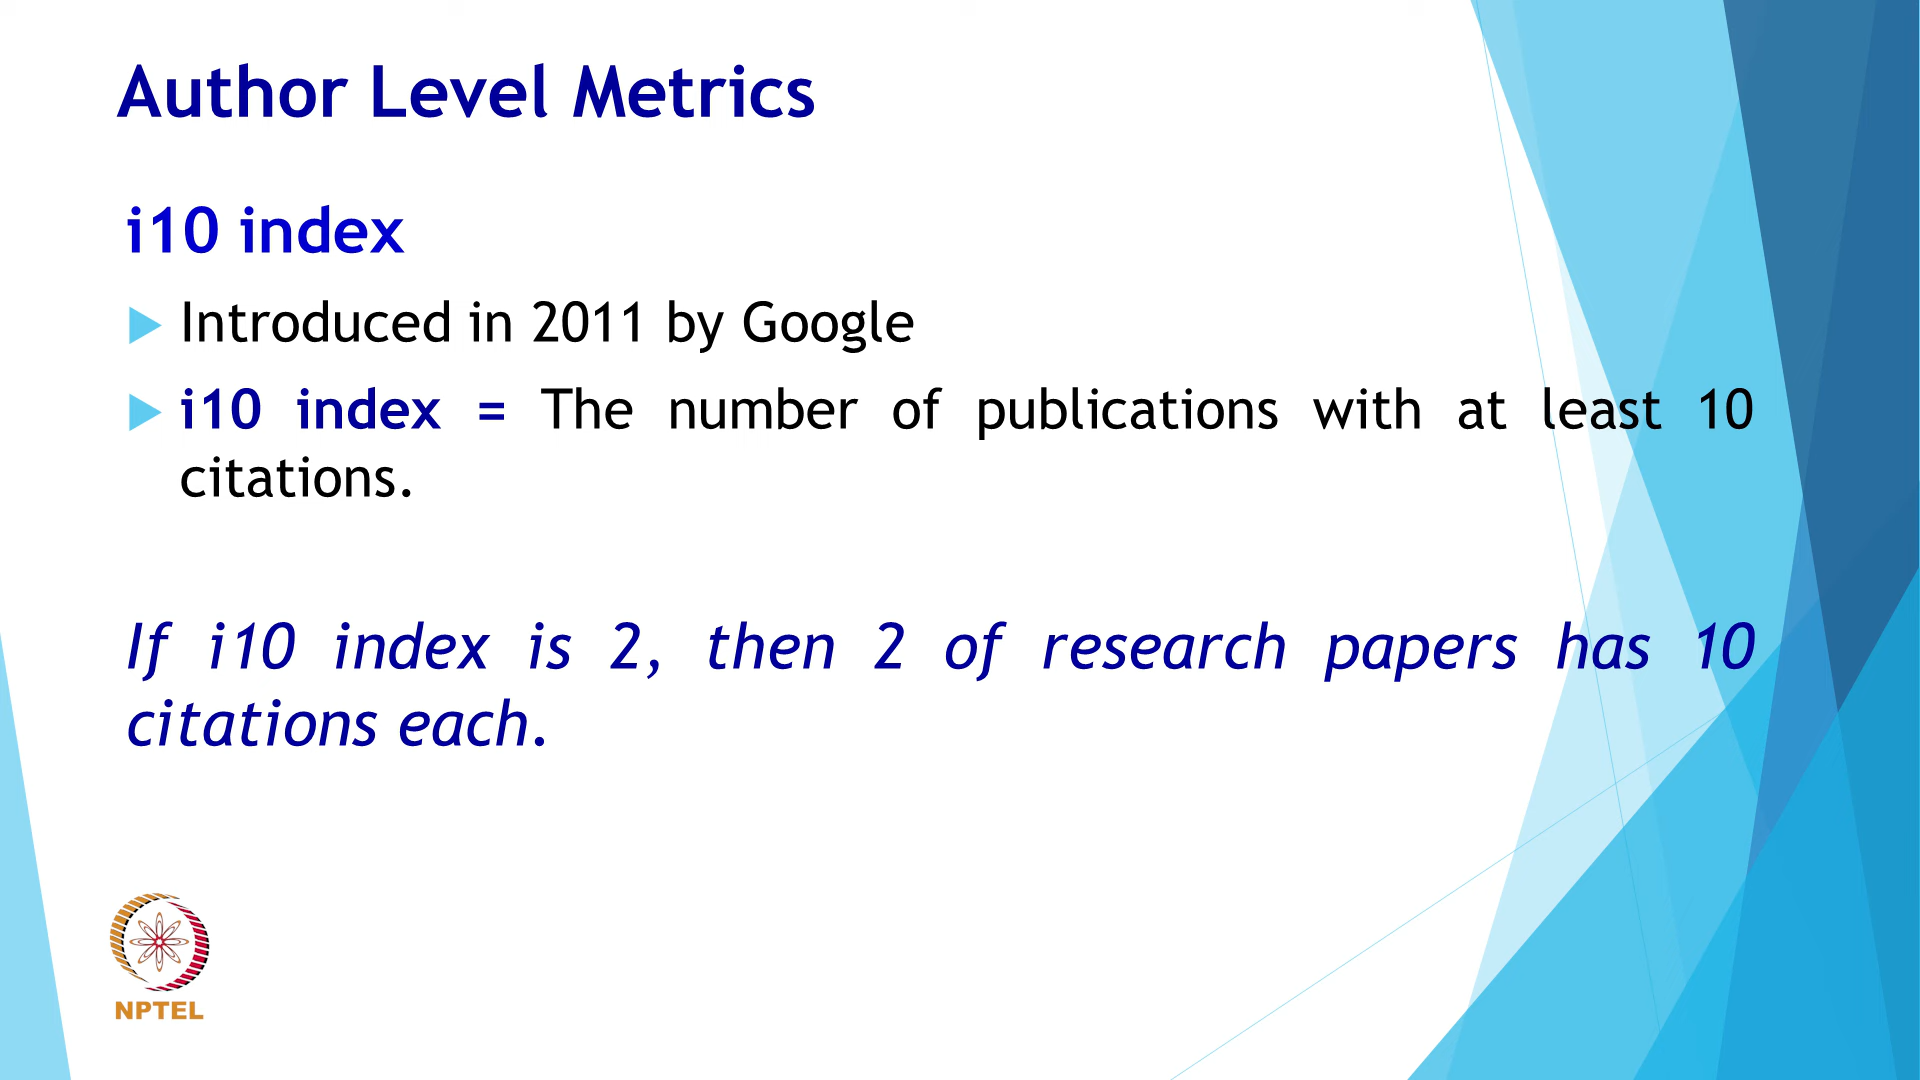 Author Level Metrics
i10 index
Introduced in 2011 by Google
i10 index = The number of publications with at least 10
citations.
If i10 index is 2, then 2 of research papers has 10
citations each.
NPTEL